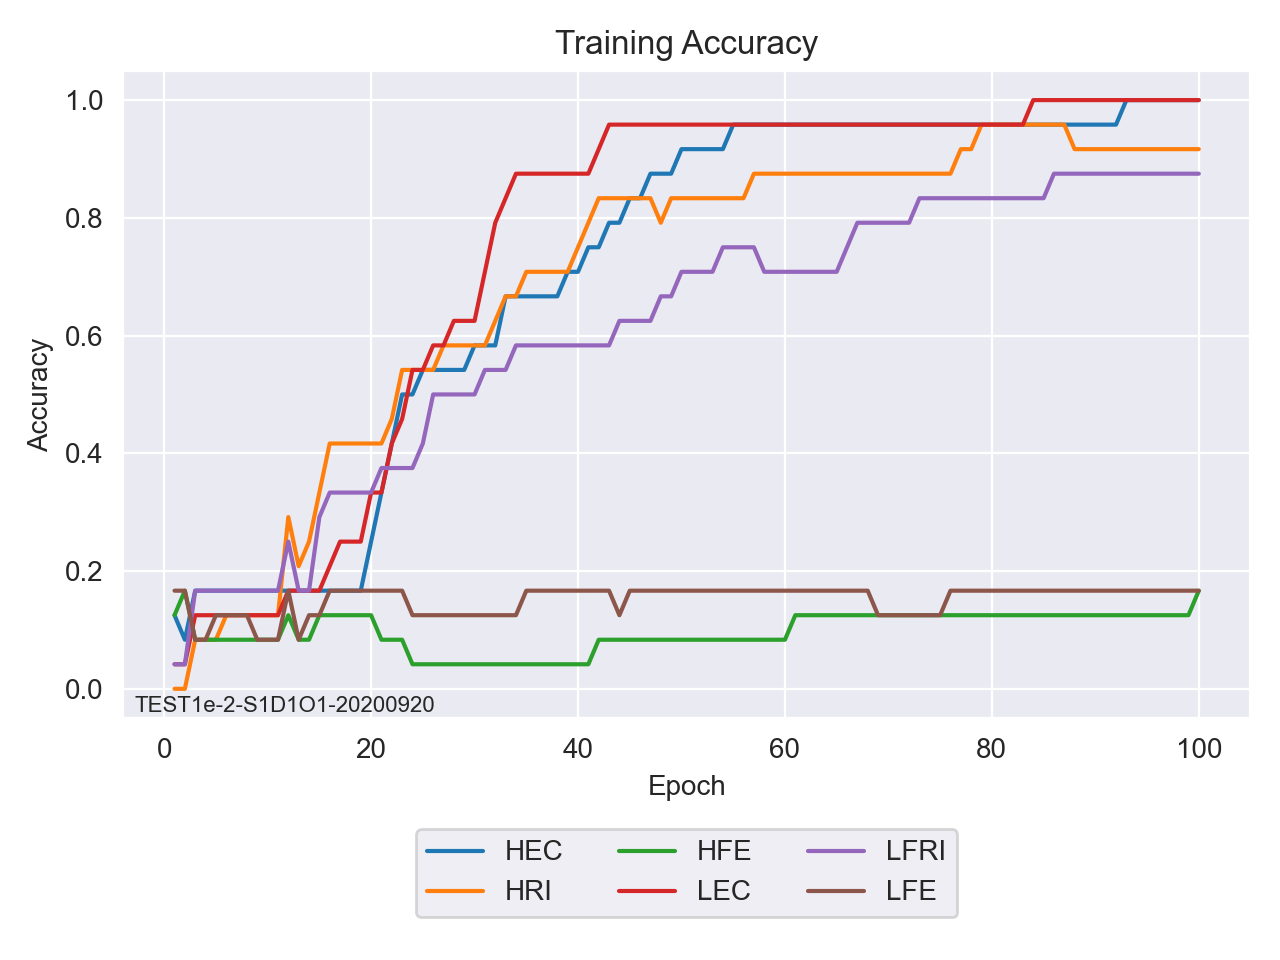 Training Accuracy
1.0
0.8
0.6
0.4
0.2
0.0
Accuracy
TEST1e-2-S1D1O1-20200920
0 20 40 60 80 100
Epoch
HEC HFE LFRI
HRI LEC LFE